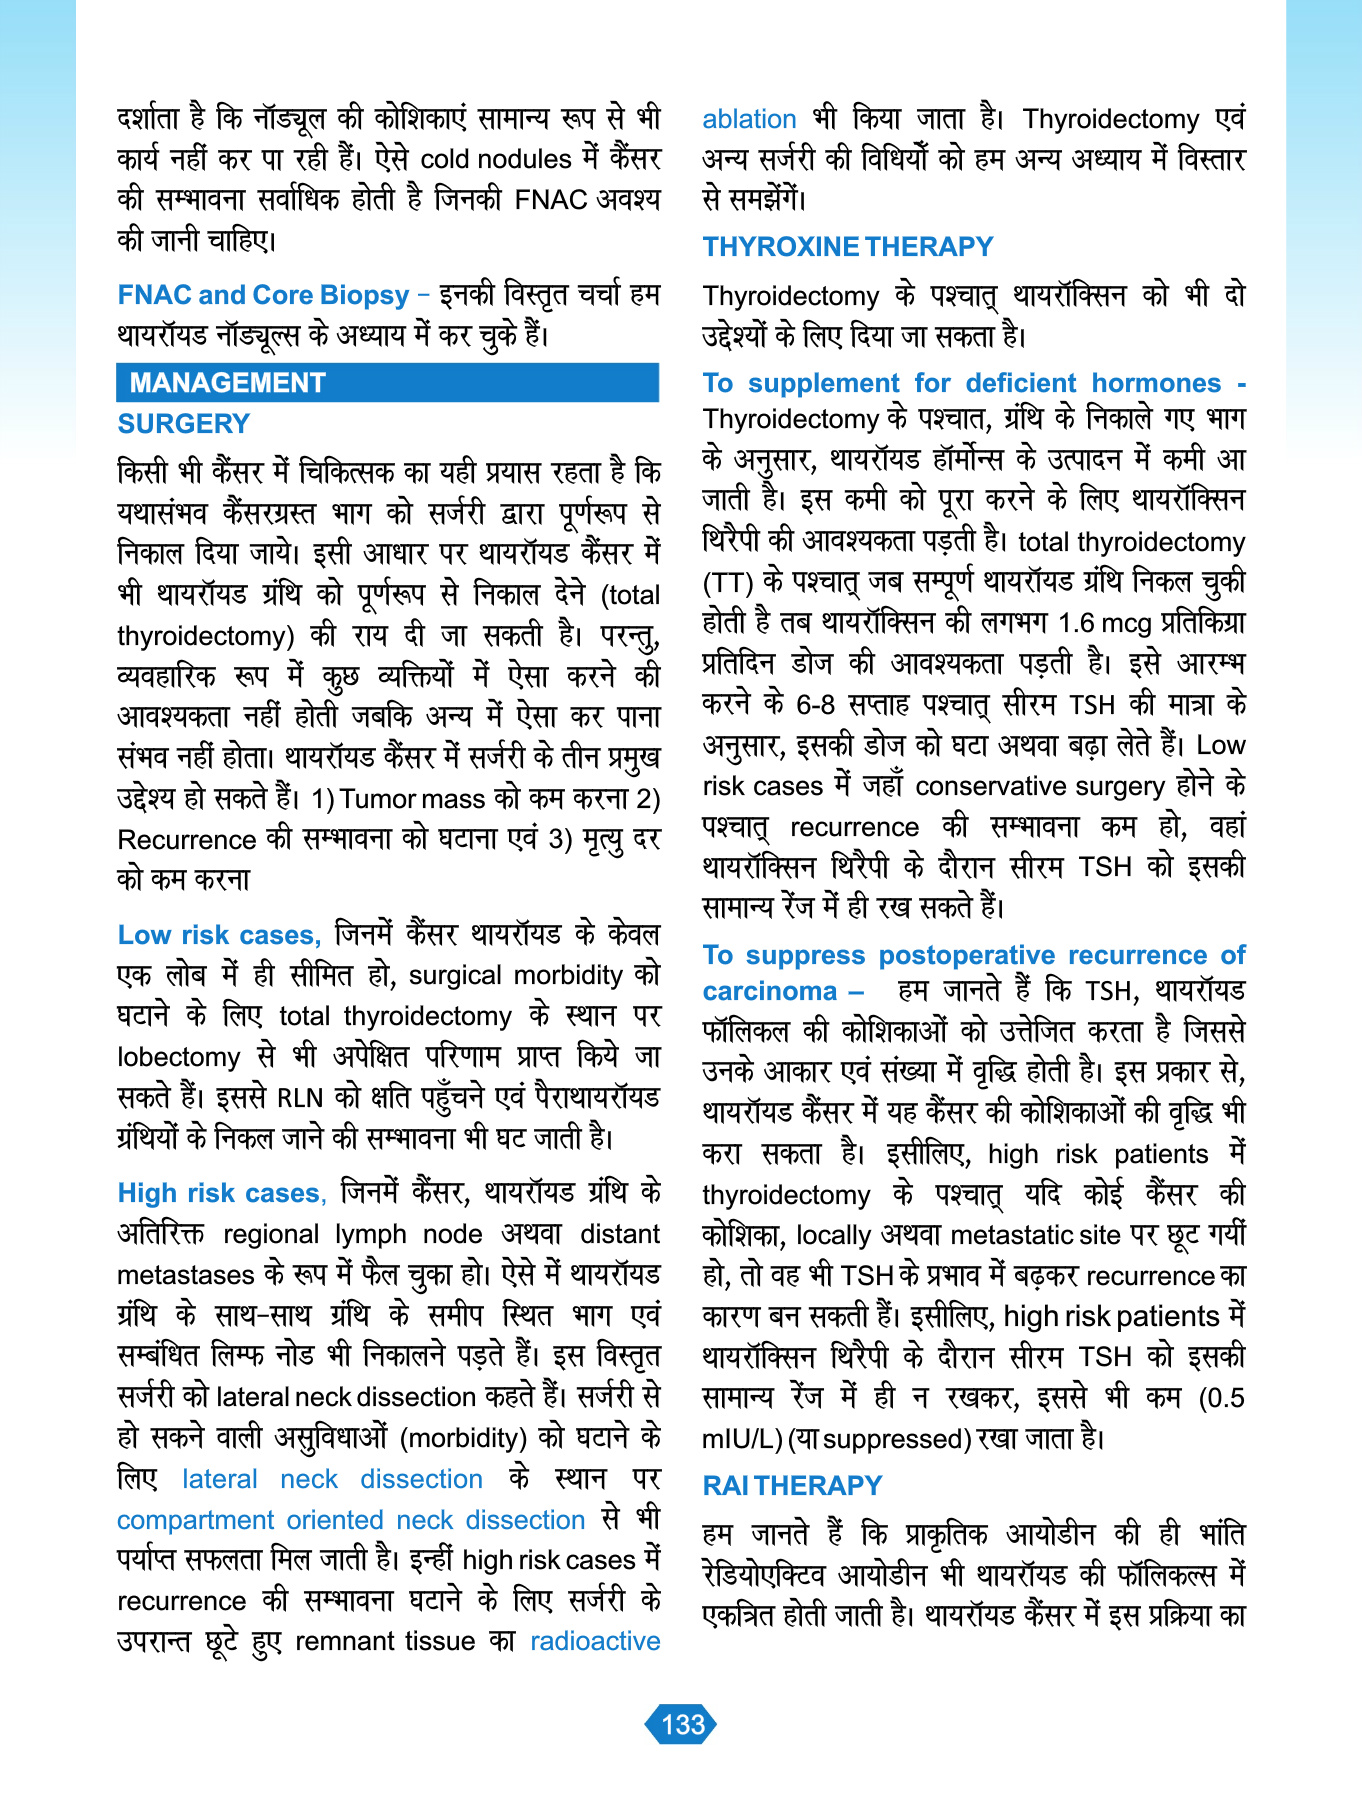 दर्शाता है कि नॉड्यूल की कोशिकाएं सामान्य रूप से भी
कार्य नहीं कर पा रही हैं। ऐसे cold nodules में कैंसर
की सम्भावना सर्वाधिक होती है जिनकी FNAC अवश्य
की जानी चाहिए।
FNAC and Core Biopsy – इनकी विस्तृत चर्चा हम
थायरॉयड नॉड्यूल्स के अध्याय में कर चुके हैं।
MANAGEMENT
SURGERY
किसी भी कैंसर में चिकित्सक का यही प्रयास रहता है कि
यथासंभव कैंसरग्रस्त भाग को सर्जरी द्वारा पूर्णरूप से
निकाल दिया जाये। इसी आधार पर थायरॉयड कैंसर में
भी थायरॉयड ग्रंथि को पूर्णरूप से निकाल देने (total
thyroidectomy) की राय दी जा सकती है। परन्तु,
व्यवहारिक रूप में कुछ व्यक्तियों में ऐसा करने की
आवश्यकता नहीं होती जबकि अन्य में ऐसा कर पाना
संभव नहीं होता। थायरॉयड कैंसर में सर्जरी के तीन प्रमुख
उद्देश्य हो सकते हैं। 1) Tumor mass को कम करना 2)
Recurrence की सम्भावना को घटाना एवं 3) मृत्यु दर
को कम करना
Low risk cases, जिनमें कैंसर थायरॉयड के केवल
एक लोब में ही सीमित हो, surgical morbidity को
घटाने के लिए total thyroidectomy के स्थान पर
lobectomy से भी अपेक्षित परिणाम प्राप्त किये जा
सकते हैं। इससे RLN को क्षति पहुँचने एवं पैराथायरॉयड
ग्रंथियों के निकल जाने की सम्भावना भी घट जाती है।
High risk cases, जिनमें कैंसर, थायरॉयड ग्रंथि के
अतिरिक्त regional lymph node अथवा distant
metastases के रूप में फैल चुका हो। ऐसे में थायरॉयड
ग्रंथि के साथ-साथ ग्रंथि के समीप स्थित भाग एवं
सम्बंधित लिम्फ नोड भी निकालने पड़ते हैं। इस विस्तृत
सर्जरी को lateral neck dissection कहते हैं। सर्जरी से
हो सकने वाली असुविधाओं (morbidity) को घटाने के
लिए lateral neck dissection के स्थान पर
compartment oriented neck dissection से भी
पर्याप्त सफलता मिल जाती है। इन्हीं high risk cases में
recurrence की सम्भावना घटाने के लिए सर्जरी के
उपरान्त छूटे हुए remnant tissue का radioactive
ablation भी किया जाता है। Thyroidectomy एवं
अन्य सर्जरी की विधियोँ को हम अन्य अध्याय में विस्तार
से समझेंगें।
THYROXINE THERAPY
Thyroidectomy के पश्चात् थायरॉक्सिन को भी दो
उद्देश्यों के लिए दिया जा सकता है।
To supplement for deficient hormones -
Thyroidectomy के पश्चात, ग्रंथि के निकाले गए भाग
के अनुसार, थायरॉयड हॉर्मोन्स के उत्पादन में कमी आ
जाती है। इस कमी को पूरा करने के लिए थायरॉक्सिन
थिरैपी की आवश्यकता पड़ती है। total thyroidectomy
(TT) के पश्चात् जब सम्पूर्ण थायरॉयड ग्रंथि निकल चुकी
होती है तब थायरॉक्सिन की लगभग 1.6 mcg प्रतिकिग्रा
प्रतिदिन डोज की आवश्यकता पड़ती है। इसे आरम्भ
करने के 6-8 सप्ताह पश्चात् सीरम TSH की मात्रा के
अनुसार, इसकी डोज को घटा अथवा बढ़ा लेते हैं। Low
risk cases में जहाँ conservative surgery होने के
पश्चात् recurrence की सम्भावना कम हो, वहां
थायरॉक्सिन थिरैपी के दौरान सीरम TSH को इसकी
सामान्य रेंज में ही रख सकते हैं।
To suppress postoperative recurrence of
carcinoma – हम जानते हैं कि TSH, थायरॉयड
फॉलिकल की कोशिकाओं को उत्तेजित करता है जिससे
उनके आकार एवं संख्या में वृद्धि होती है। इस प्रकार से,
थायरॉयड कैंसर में यह कैंसर की कोशिकाओं की वृद्धि भी
करा सकता है। इसीलिए, high risk patients में
thyroidectomy के पश्चात् यदि कोई कैंसर की
कोशिका, locally अथवा metastatic site पर छूट गयीं
हो, तो वह भी TSH के प्रभाव में बढ़कर recurrence का
कारण बन सकती हैं। इसीलिए, high risk patients में
थायरॉक्सिन थिरैपी के दौरान सीरम TSH को इसकी
सामान्य रेंज में ही न रखकर, इससे भी कम (0.5
mIU/L) (या suppressed) रखा जाता है।
RAI THERAPY
हम जानते हैं कि प्राकृतिक आयोडीन की ही भांति
रेडियोएक्टिव आयोडीन भी थायरॉयड की फॉलिकल्स में
एकत्रित होती जाती है। थायरॉयड कैंसर में इस प्रक्रिया का
133